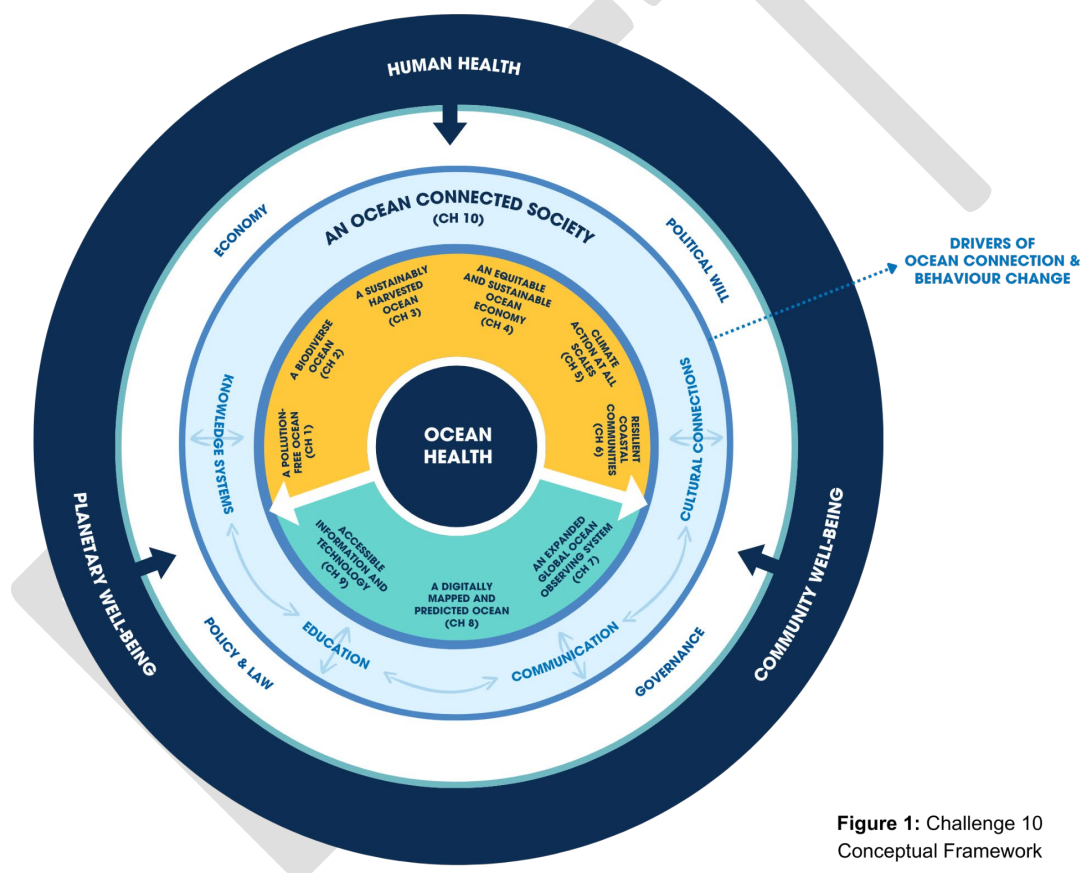 HUMAN HEALTH
ECONOMY
POLITICAL WILL
AN OCEAN CONNECTED SOCIETY
(CH 10)
DRIVERS OF
OCEAN CONNECTION &
BEHAVIOUR CHANGE
KNOWLEDGE SYSTEMS
CULTURAL CONNECTIONS
A POLLUTION-
FREE OCEAN
(CH 1)
A BIODIVERSE
OCEAN
(CH 2)
A SUSTAINABLY
HARVESTED
OCEAN
(CH 3)
AN EQUITABLE
AND SUSTAINABLE
OCEAN
ECONOMY
(CH 4)
CLIMATE
ACTION AT ALL
SCALES
(CH 5)
RESILIENT
COASTAL
COMMUNITIES
(CH 6)
OCEAN
HEALTH
ACCESSIBLE
INFORMATION AND
TECHNOLOGY
(CH 9)
A DIGITALLY
MAPPED AND
PREDICTED OCEAN
(CH 8)
AN EXPANDED
GLOBAL OCEAN
OBSERVING SYSTEM
(CH 7)
EDUCATION
COMMUNICATION
POLICY & LAW
GOVERNANCE
PLANETARY WELL-BEING
COMMUNITY WELL-BEING
Figure 1: Challenge 10
Conceptual Framework